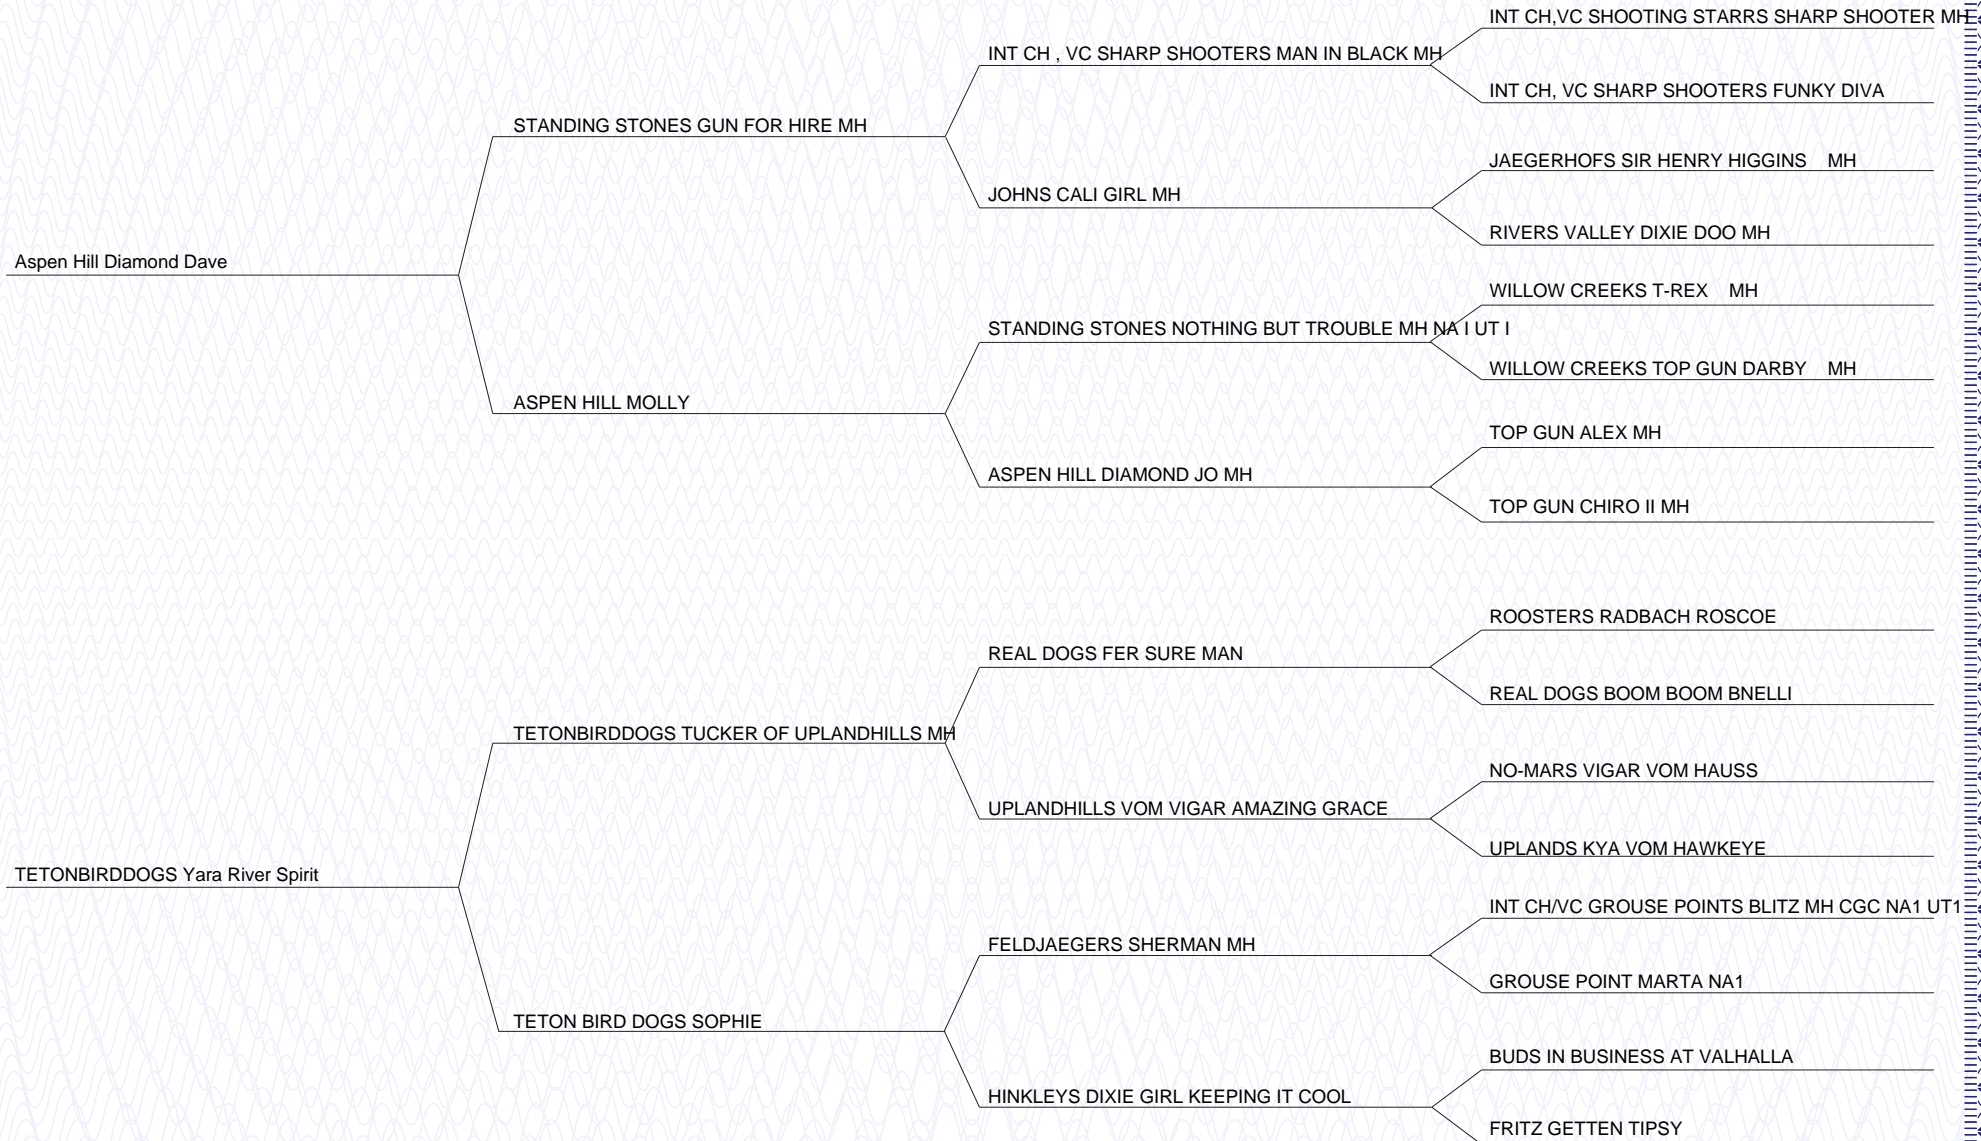 INT CH,VC SHOOTING STARRS SHARP SHOOTER MH
INT CH , VC SHARP SHOOTERS MAN IN BLACK MH
INT CH, VC SHARP SHOOTERS FUNKY DIVA
STANDING STONES GUN FOR HIRE MH
JAEGERHOFS SIR HENRY HIGGINS MH
JOHNS CALI GIRL MH
RIVERS VALLEY DIXIE DOO MH
Aspen Hill Diamond Dave
WILLOW CREEKS T-REX MH
STANDING STONES NOTHING BUT TROUBLE MH NA I UT I
WILLOW CREEKS TOP GUN DARBY MH
ASPEN HILL MOLLY
TOP GUN ALEX MH
ASPEN HILL DIAMOND JO MH
TOP GUN CHIRO II MH
ROOSTERS RADBACH ROSCOE
REAL DOGS FER SURE MAN
REAL DOGS BOOM BOOM BNELLI
TETONBIRDDOGS TUCKER OF UPLANDHILLS MH
NO-MARS VIGAR VOM HAUSS
UPLANDHILLS VOM VIGAR AMAZING GRACE
UPLANDS KYA VOM HAWKEYE
TETONBIRDDOGS Yara River Spirit
INT CH/VC GROUSE POINTS BLITZ MH CGC NA1 UT1
FELDJAEGERS SHERMAN MH
GROUSE POINT MARTA NA1
TETON BIRD DOGS SOPHIE
BUDS IN BUSINESS AT VALHALLA
HINKLEYS DIXIE GIRL KEEPING IT COOL
FRITZ GETTEN TIPSY